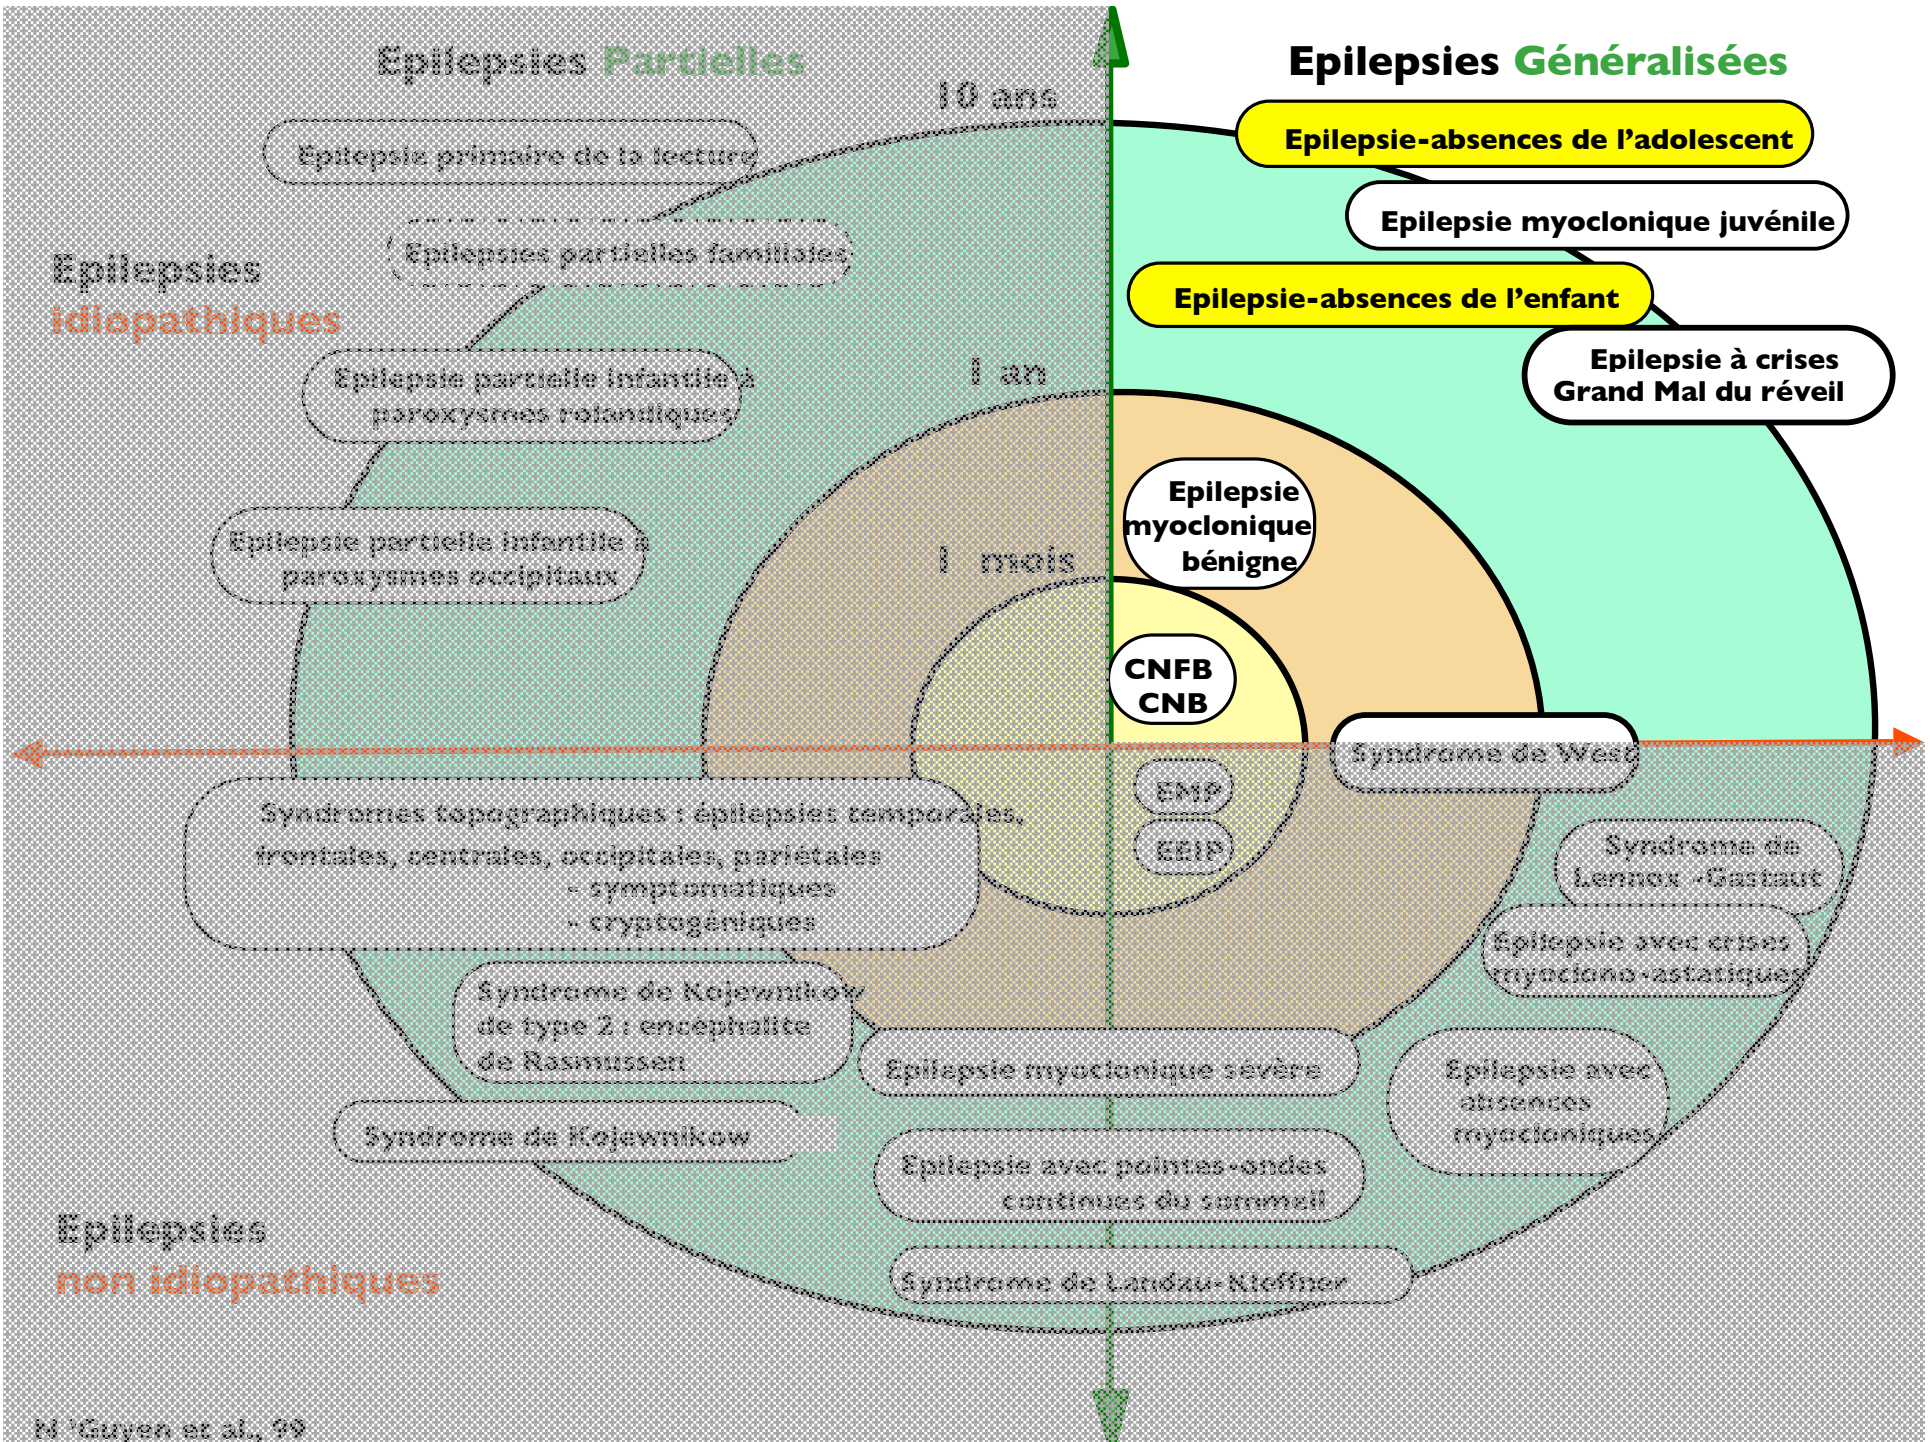 Epilepsies Partielles
Epilepsies Généralisées
10 ans
Epilepsie-absences de l'adolescent
Epilepsie primaire de la lecture
Epilepsie myoclonique juvénile
Epilepsies partielles familiales
Epilepsies
idiopathiques
Epilepsie-absences de l'enfant
Epilepsie à crises
Grand Mal du réveil
1 an
Epilepsie partielle infantile à
paroxysmes rolandiques
Epilepsie
myoclonique
bénigne
Epilepsie partielle infantile à
paroxysmes occipitaux
1 mois
CNFB
CNB
Syndrome de West
EMP
EEIP
Syndromes topographiques : épilepsies temporales,
frontales, centrales, occipitales, pariétales
- symptomatiques
- cryptogéniques
Syndrome de
Lennox -Gastaut
Epilepsie avec crises
myoclono-astatiques
Syndrome de Kojewnikow
de type 2 : encéphalite
de Rasmussen
Epilepsie myoclonique sévère
Epilepsie avec
absences
myocloniques
Syndrome de Kojewnikow
Epilepsie avec pointes-ondes
continues du sommeil
Epilepsies
non idiopathiques
Syndrome de Landau-Kleffner
N 'Guyen et al., 99